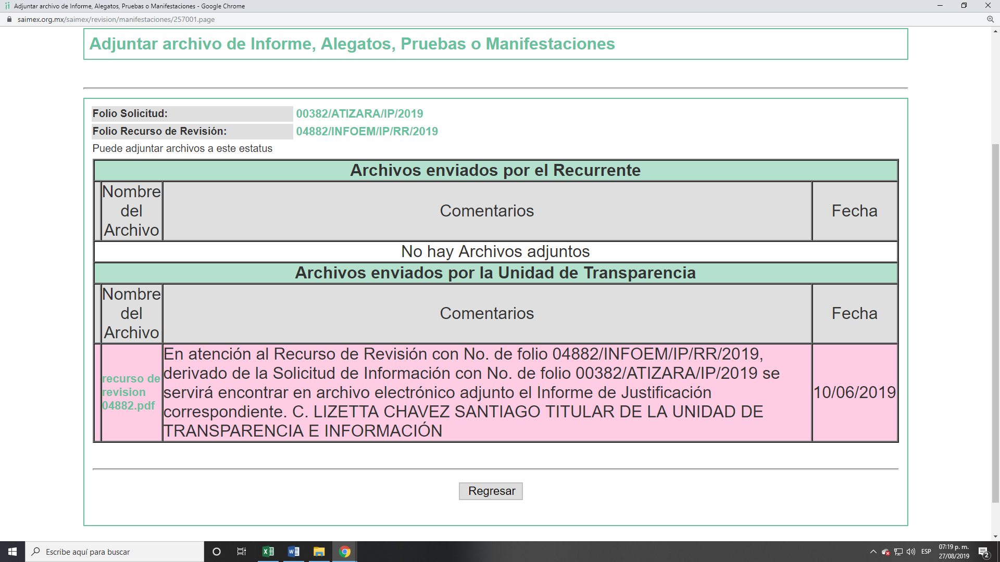 Adjuntar archivo de Informe, Alegatos, Pruebas o Manifestaciones - Google Chrome
saimex.org.mx/saimex/revision/manifestaciones/257001.page
Adjuntar archivo de Informe, Alegatos, Pruebas o Manifestaciones
Folio Solicitud: 00382/ATIZARA/IP/2019
Folio Recurso de Revisión: 04882/INFOEM/IP/RR/2019
Puede adjuntar archivos a este estatus
Archivos enviados por el Recurrente
Nombre
del
Archivo
Comentarios
Fecha
No hay Archivos adjuntos
Archivos enviados por la Unidad de Transparencia
Nombre
del
Archivo
Comentarios
Fecha
recurso de
revision
04882.pdf
En atención al Recurso de Revisión con No. de folio 04882/INFOEM/IP/RR/2019,
derivado de la Solicitud de Información con No. de folio 00382/ATIZARA/IP/2019 se
servirá encontrar en archivo electrónico adjunto el Informe de Justificación
correspondiente. C. LIZETTA CHAVEZ SANTIAGO TITULAR DE LA UNIDAD DE
TRANSPARENCIA E INFORMACIÓN
10/06/2019
Regresar
Escribe aquí para buscar
ESP
07:19 p. m.
27/08/2019
2